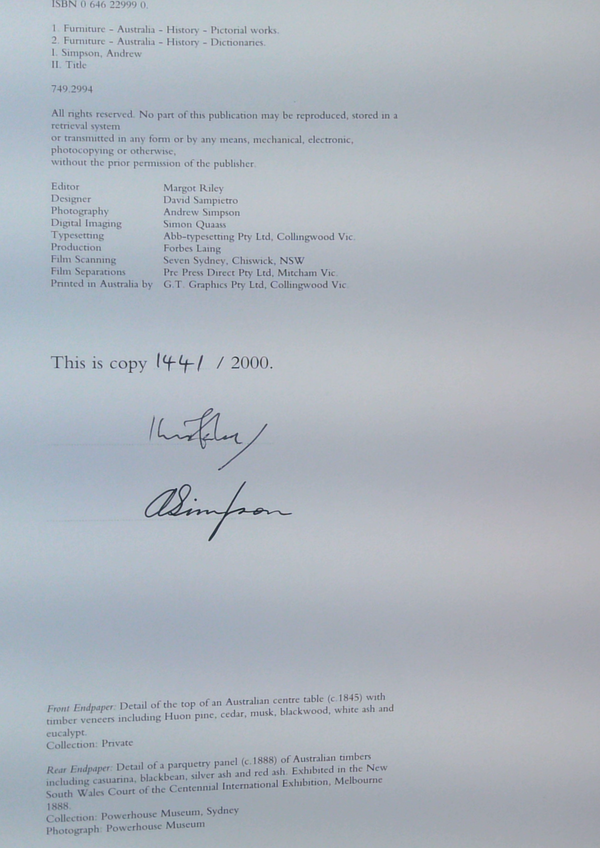 ISBN 0 646 22999 0.
1. Furniture – Australia – History – Pictorial works.
2. Furniture – Australia – History – Dictionaries.
I. Simpson, Andrew
II. Title
749.2994
All rights reserved. No part of this publication may be reproduced, stored in a
retrieval system
or transmitted in any form or by any means, mechanical, electronic,
photocopying or otherwise,
without the prior permission of the publisher.
Editor Margot Riley
Designer David Sampietro
Photography Andrew Simpson
Digital Imaging Simon Quaass
Typesetting Abb-typesetting Pty Ltd, Collingwood Vic.
Production Forbes Laing
Film Scanning Seven Sydney, Chiswick, NSW
Film Separations Pre Press Direct Pty Ltd, Mitcham Vic.
Printed in Australia by G.T. Graphics Pty Ltd, Collingwood Vic.
This is copy 1441 / 2000.
ASimpson
Front Endpaper: Detail of the top of an Australian centre table (c.1845) with
timber veneers including Huon pine, cedar, musk, blackwood, white ash and
eucalypt.
Collection: Private
Rear Endpaper: Detail of a parquetry panel (c.1888) of Australian timbers
including casuarina, blackbean, silver ash and red ash. Exhibited in the New
South Wales Court of the Centennial International Exhibition, Melbourne
1888.
Collection: Powerhouse Museum, Sydney
Photograph: Powerhouse Museum